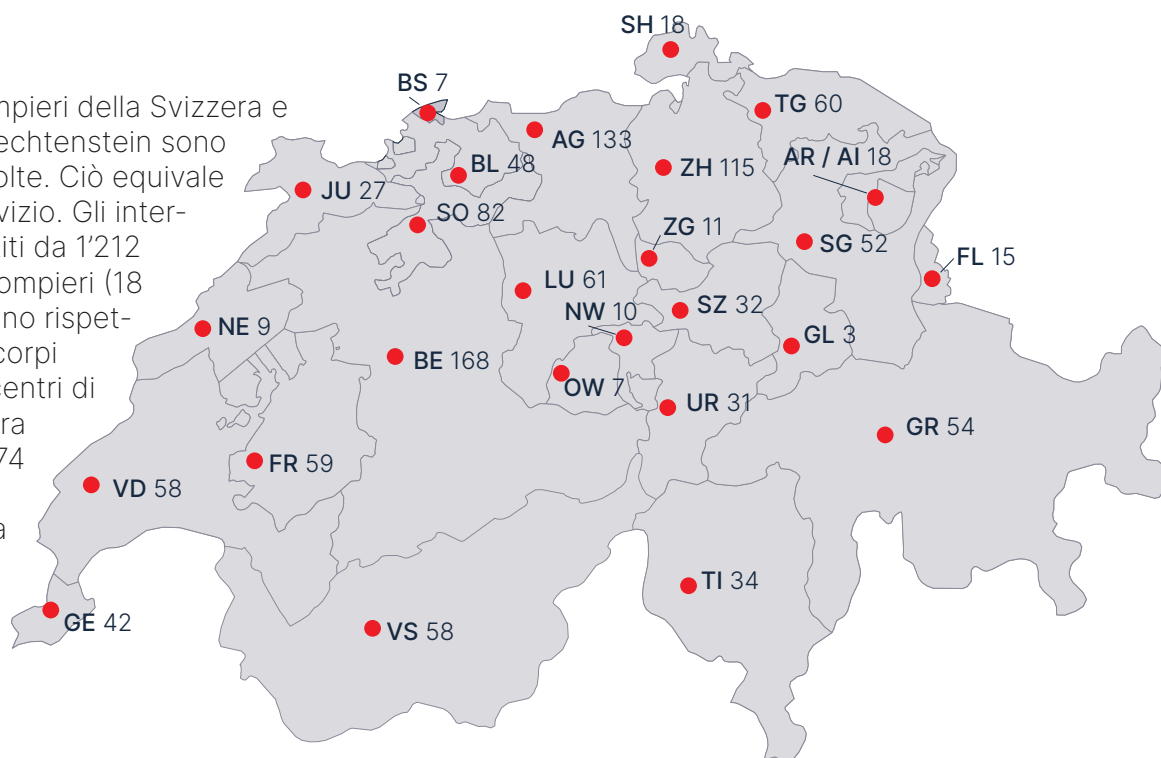 SH 18
BS 7
mpieri della Svizzera e
echtenstein sono
olte. Ciò equivale
vizio. Gli inter-
iti da 1’212
ompieri (18
no rispet-
corpi
centri di
ra
74
a
TG 60
AG 133
AR / AI 18
BL 48
ZH 115
JU 27
SO 82
ZG 11
SG 52
FL 15
LU 61
NW 10
SZ 32
NE 9
GL 3
BE 168
OW 7
UR 31
GR 54
FR 59
VD 58
TI 34
GE 42
VS 58